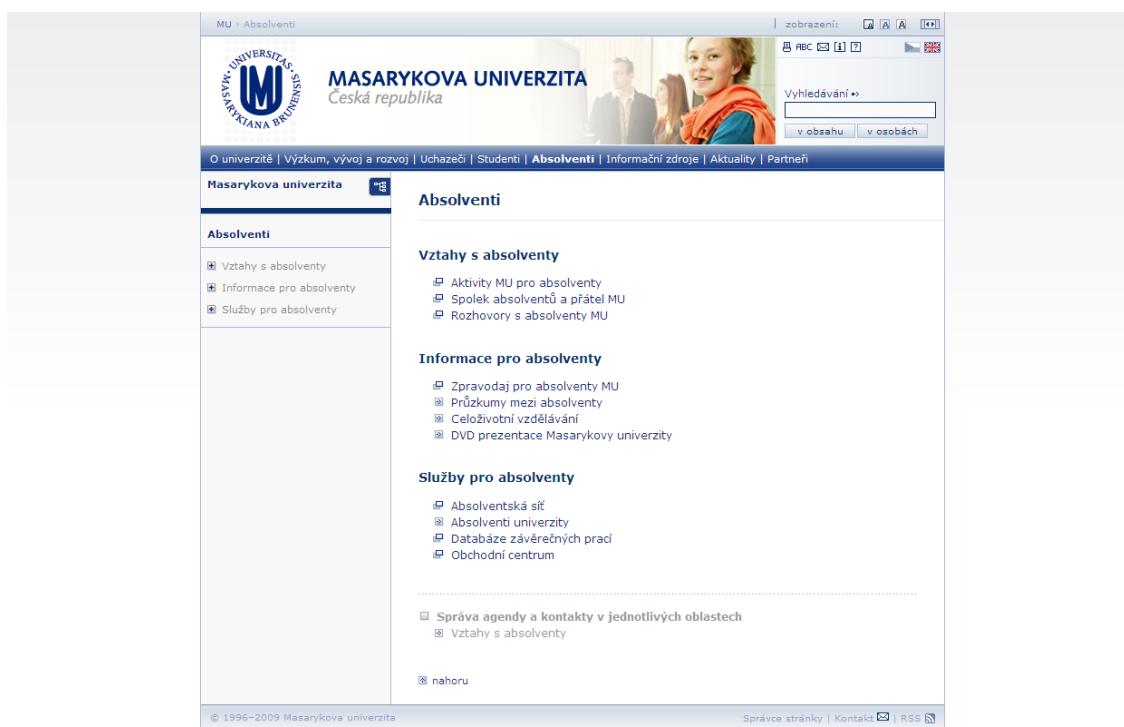 MU › Absolventi
zobrazení: A A A
UNIVERSITAS MASARYKIANA BRUNENSIS
MASARYKOVA UNIVERZITA
Česká republika
ABC
Vyhledávání
v obsahu v osobách
O univerzitě | Výzkum, vývoj a rozvoj | Uchazeči | Studenti | Absolventi | Informační zdroje | Aktuality | Partneři
Masarykova univerzita
Absolventi
Vztahy s absolventy
Informace pro absolventy
Služby pro absolventy
Absolventi
Vztahy s absolventy
Aktivity MU pro absolventy
Spolek absolventů a přátel MU
Rozhovory s absolventy MU
Informace pro absolventy
Zpravodaj pro absolventy MU
Průzkumy mezi absolventy
Celoživotní vzdělávání
DVD prezentace Masarykovy univerzity
Služby pro absolventy
Absolventská síť
Absolventi univerzity
Databáze závěrečných prací
Obchodní centrum
Správa agendy a kontakty v jednotlivých oblastech
Vztahy s absolventy
nahoru
© 1996–2009 Masarykova univerzita
Správce stránky | Kontakt | RSS